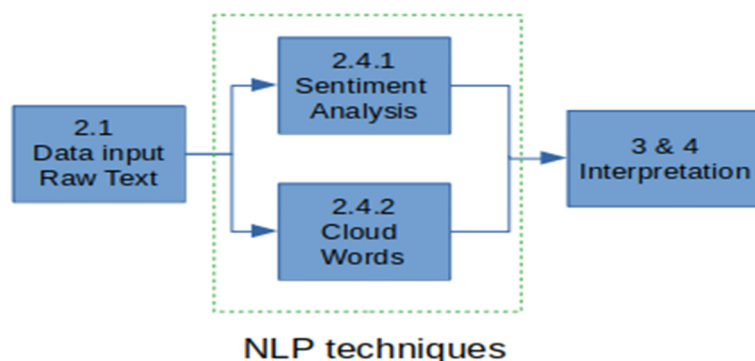 2.1
Data input
Raw Text
2.4.1
Sentiment
Analysis
2.4.2
Cloud
Words
3 & 4
Interpretation
NLP techniques